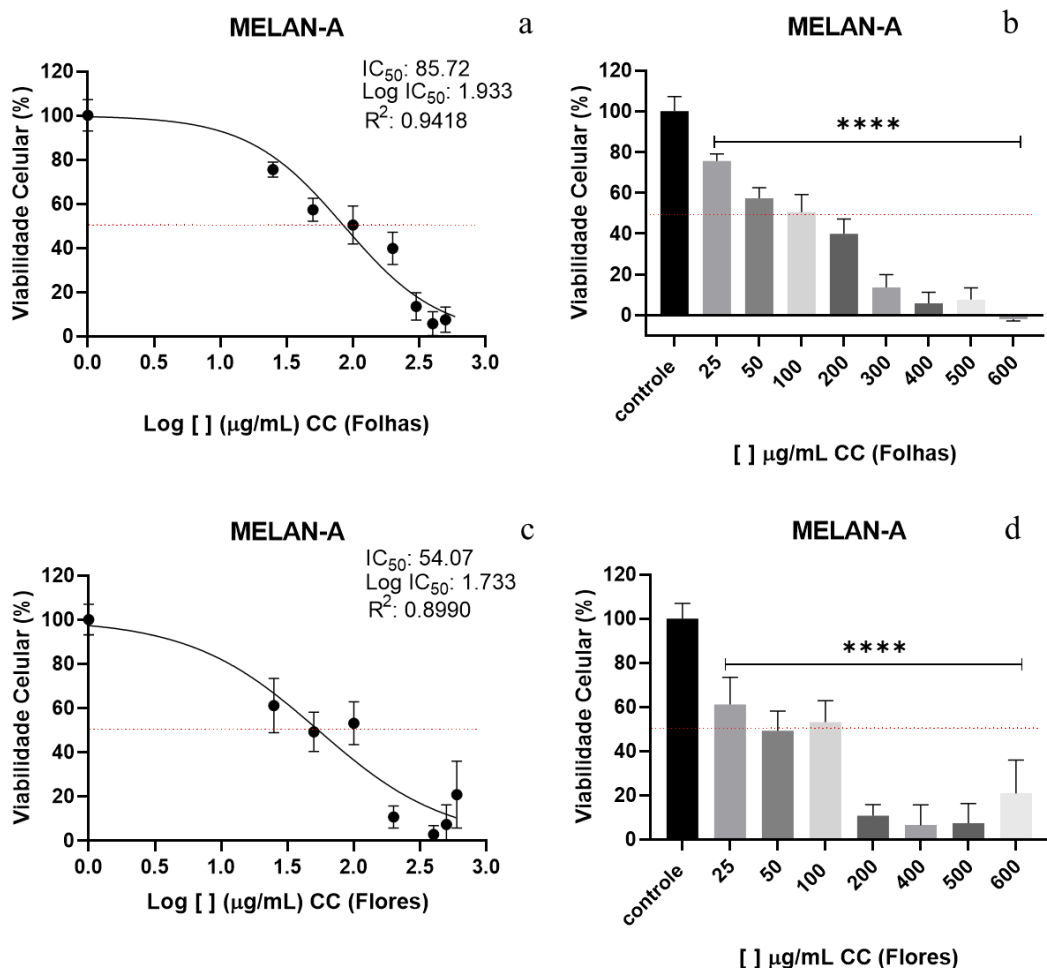 MELAN-A
a
IC50: 85.72
Log IC50: 1.933
R2: 0.9418
Viabilidade Celular (%)
120
100
80
60
40
20
0
0.0 0.5 1.0 1.5 2.0 2.5 3.0
Log [ ] (µg/mL) CC (Folhas)
MELAN-A
b
****
Viabilidade Celular (%)
120
100
80
60
40
20
0
controle 25 50 100 200 300 400 500 600
[ ] µg/mL CC (Folhas)
MELAN-A
c
IC50: 54.07
Log IC50: 1.733
R2: 0.8990
Viabilidade Celular (%)
120
100
80
60
40
20
0
0.0 0.5 1.0 1.5 2.0 2.5 3.0
Log [ ] (µg/mL) CC (Flores)
MELAN-A
d
****
Viabilidade Celular (%)
120
100
80
60
40
20
0
controle 25 50 100 200 400 500 600
[ ] µg/mL CC (Flores)